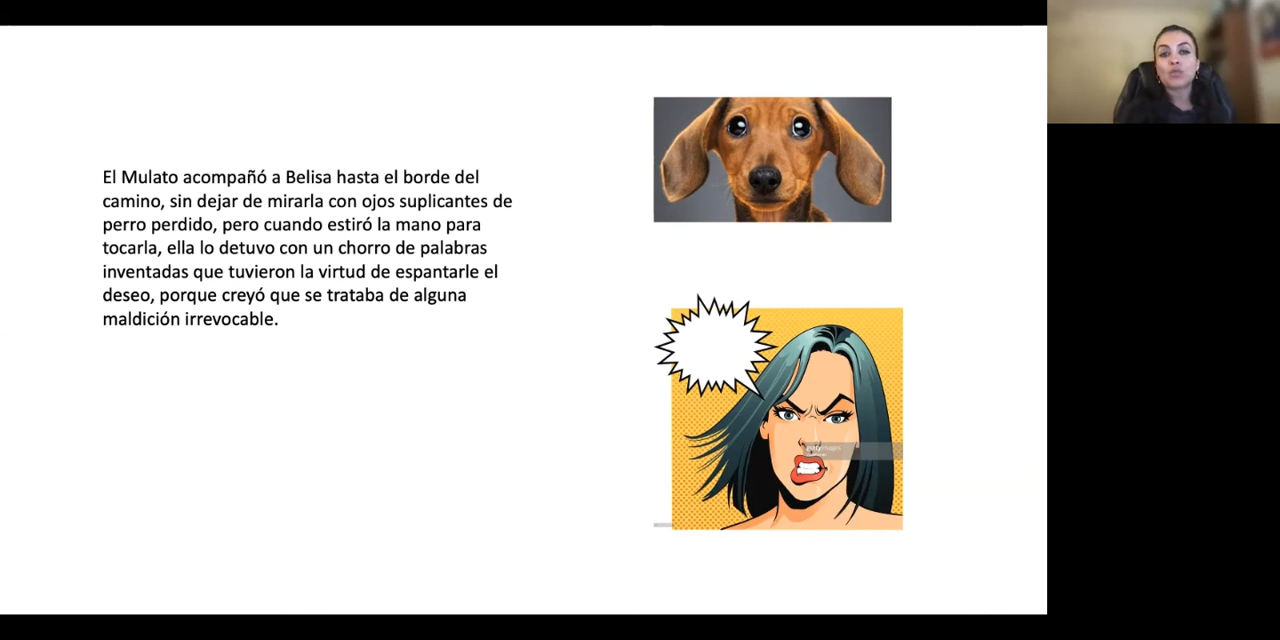 El Mulato acompañó a Belisa hasta el borde del
camino, sin dejar de mirarla con ojos suplicantes de
perro perdido, pero cuando estiró la mano para
tocarla, ella lo detuvo con un chorro de palabras
inventadas que tuvieron la virtud de espantarle el
deseo, porque creyó que se trataba de alguna
maldición irrevocable.